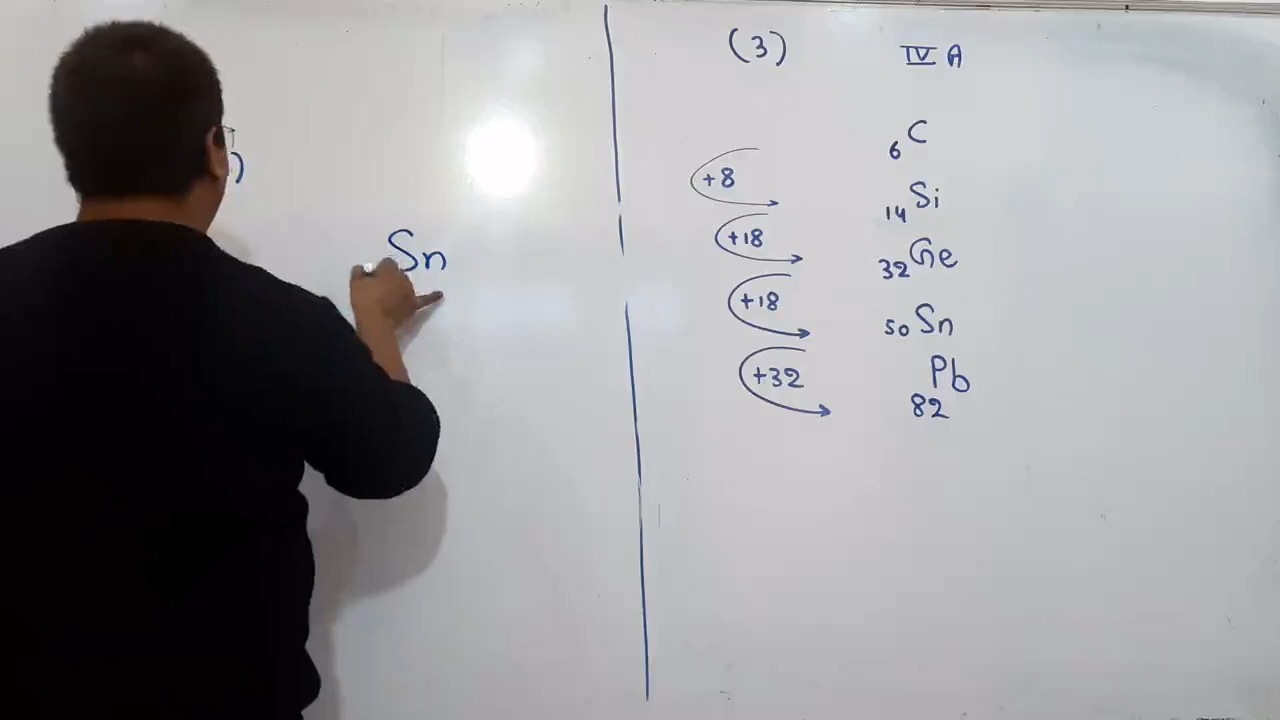 )
Sn
(3) IV A
6C
+8
14Si
+18
32Ge
+18
50Sn
+32
Pb
82